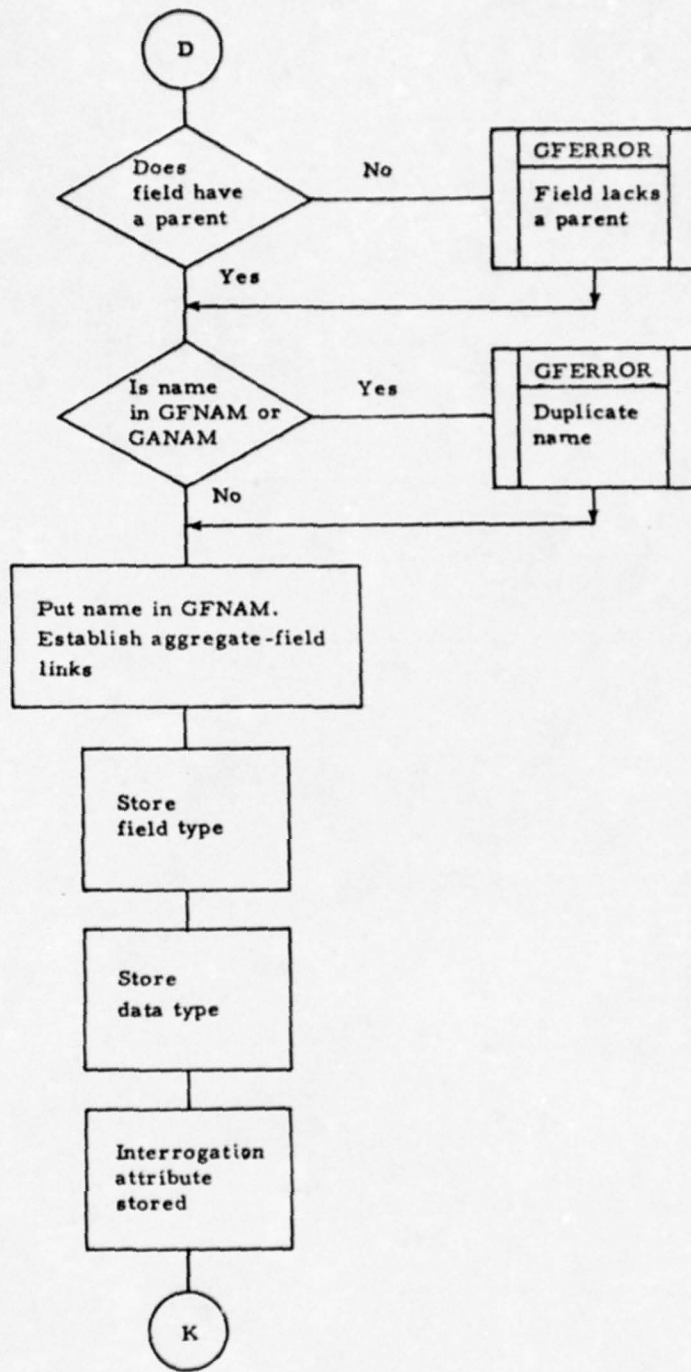 D
Does
field have
a parent
No
GFERROR
Field lacks
a parent
Yes
Is name
in GFNAM or
GANAM
Yes
GFERROR
Duplicate
name
No
Put name in GFNAM.
Establish aggregate-field
links
Store
field type
Store
data type
Interrogation
attribute
stored
K